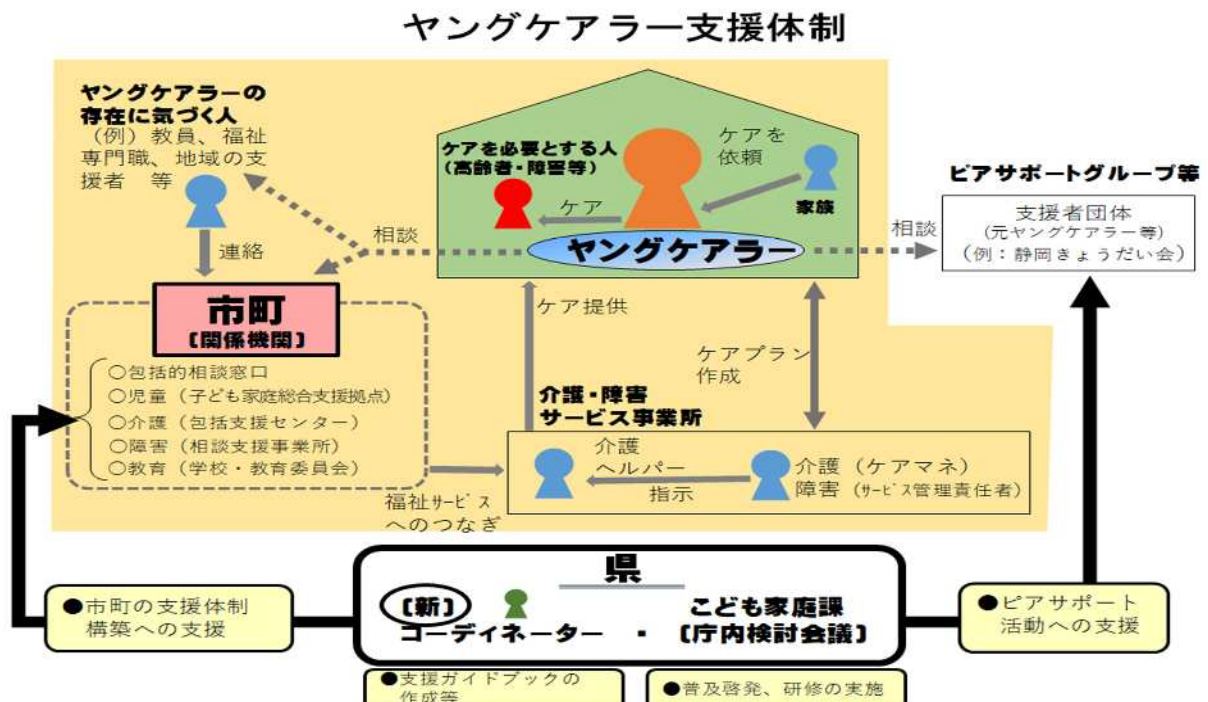 ヤングケアラー支援体制
ヤングケアラーの
存在に気づく人
（例）教員、福祉
専門職、地域の支
援者　等
連絡
相談
ケアを必要とする人
（高齢者・障害等）
ケアを
依頼
ケア
家族
ヤングケアラー
相談
ピアサポートグループ等
支援者団体
（元ヤングケアラー等）
（例：静岡きょうだい会）
市町
〔関係機関〕
○包括的相談窓口
○児童（子ども家庭総合支援拠点）
○介護（包括支援センター）
○障害（相談支援事業所）
○教育（学校・教育委員会）
ケア提供
ケアプラン
作成
介護・障害
サービス事業所
介護
ヘルパー
指示
介護（ケアマネ）
障害（サービス管理責任者）
福祉サービス
へのつなぎ
県
〔新〕
コーディネーター　・
こども家庭課
〔庁内検討会議〕
●市町の支援体制
構築への支援
●ピアサポート
活動への支援
●支援ガイドブックの
作成等
●普及啓発、研修の実施